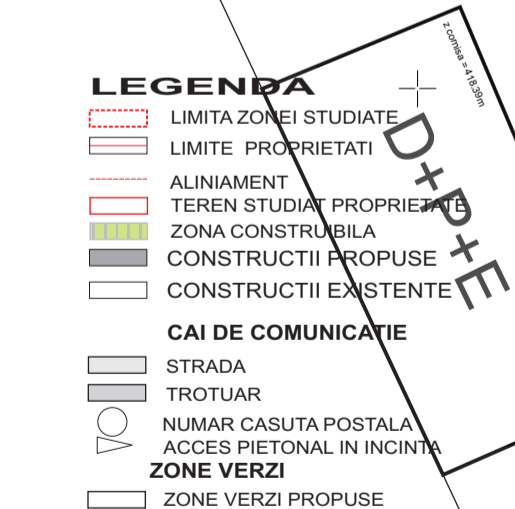 LEGENDA
LIMITA ZONEI STUDIATE
LIMITE PROPRIETATI
ALINIAMENT
TEREN STUDIAT PROPRIETATE
ZONA CONSTRUIBILA
CONSTRUCTII PROPUSE
CONSTRUCTII EXISTENTE
CAI DE COMUNICATIE
STRADA
TROTUAR
NUMAR CASUTA POSTALA
ACCES PIETONAL IN INCINTA
ZONE VERZI
ZONE VERZI PROPUSE
z cornisa = 418.39m
D+P+E